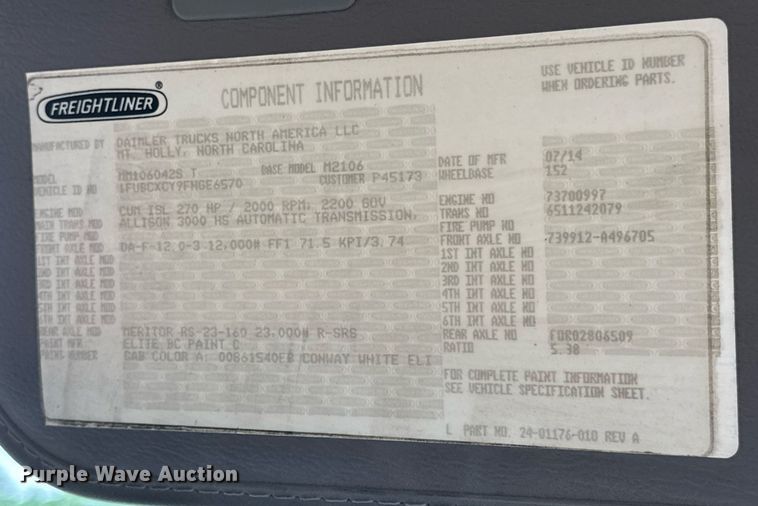 FREIGHTLINER®
COMPONENT INFORMATION
USE VEHICLE ID NUMBER
WHEN ORDERING PARTS.
MANUFACTURED BY DAIMLER TRUCKS NORTH AMERICA LLC
MT. HOLLY, NORTH CAROLINA
MODEL MM106042S T BASE MODEL M2106
VEHICLE ID NO CUSTOMER P45173
ENGINE MOD CUM ISL 270 HP / 2000 RPM, 2200 GOV
MAIN TRANS MOD ALLISON 3000 HS AUTOMATIC TRANSMISSION,
FIRE PUMP MOD
FRONT AXLE MOD DA-F-12.0-3 12,000# FF1 71.5 KPI/3.74
1ST INT AXLE MOD
2ND INT AXLE MOD
3RD INT AXLE MOD
4TH INT AXLE MOD
5TH INT AXLE MOD
6TH INT AXLE MOD
REAR AXLE MOD MERITOR RS-23-160 23,000# R-SRS
PAINT MFR ELITE BC PAINT C
PAINT NUMBER CAB COLOR A: 00861540EB CONWAY WHITE ELI
DATE OF MFR 07/14
WHEELBASE 152
ENGINE NO 73700997
TRANS NO 6511242079
FIRE PUMP NO
FRONT AXLE NO 739912-A496705
1ST INT AXLE NO
2ND INT AXLE NO
3RD INT AXLE NO
4TH INT AXLE NO
5TH INT AXLE NO
6TH INT AXLE NO
REAR AXLE NO FDR02806509
RATIO 5.38
FOR COMPLETE PAINT INFORMATION
SEE VEHICLE SPECIFICATION SHEET.
L PART NO. 24-01176-010 REV A
Purple Wave Auction